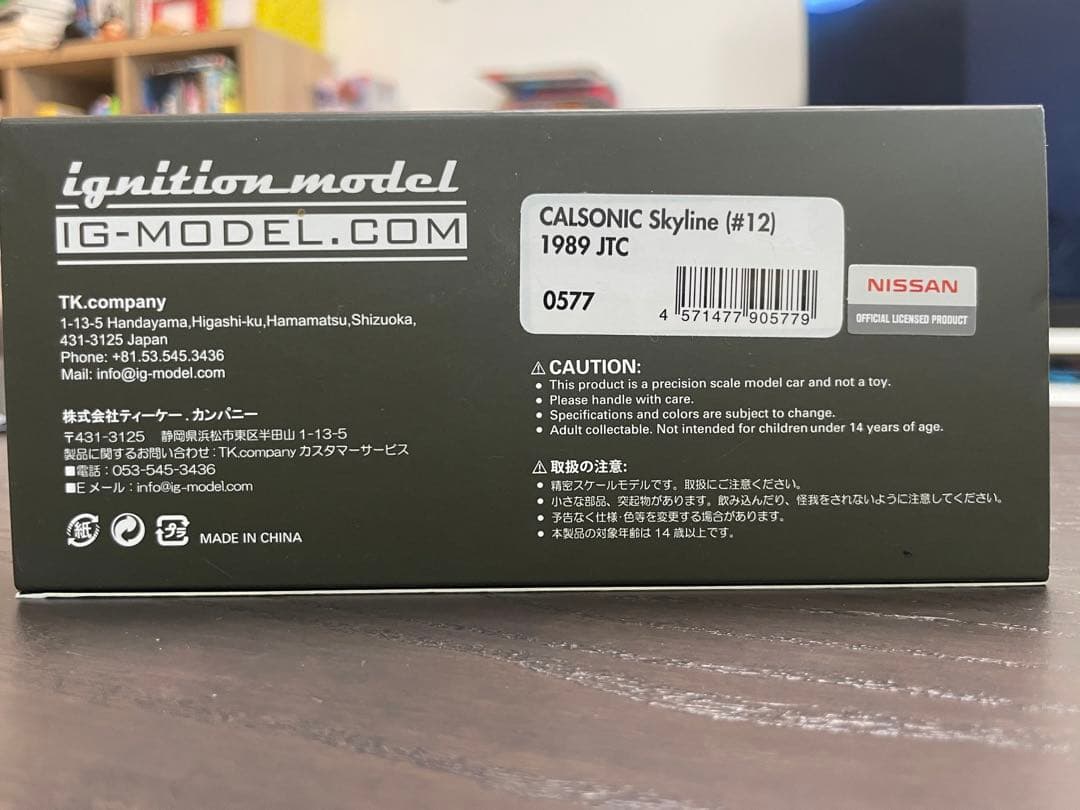 ignition model
IG-MODEL.COM
TK.company
1-13-5 Handayama,Higashi-ku,Hamamatsu,Shizuoka,
431-3125 Japan
Phone: +81.53.545.3436
Mail: info@ig-model.com
株式会社ティーケー.カンパニー
〒431-3125 静岡県浜松市東区半田山1-13-5
製品に関するお問い合わせ:TK.company カスタマーサービス
■電話:053-545-3436
■Eメール:info@ig-model.com
紙
プラ
MADE IN CHINA
CALSONIC Skyline (#12)
1989 JTC
0577
4 571477 905779
NISSAN
OFFICIAL LICENSED PRODUCT
⚠ CAUTION:
● This product is a precision scale model car and not a toy.
● Please handle with care.
● Specifications and colors are subject to change.
● Adult collectable. Not intended for children under 14 years of age.
⚠ 取扱の注意:
● 精密スケールモデルです。取扱にご注意ください。
● 小さな部品、突起物があります。飲み込んだり、怪我をされないように注意してください。
● 予告なく仕様・色等を変更する場合があります。
● 本製品の対象年齢は14歳以上です。